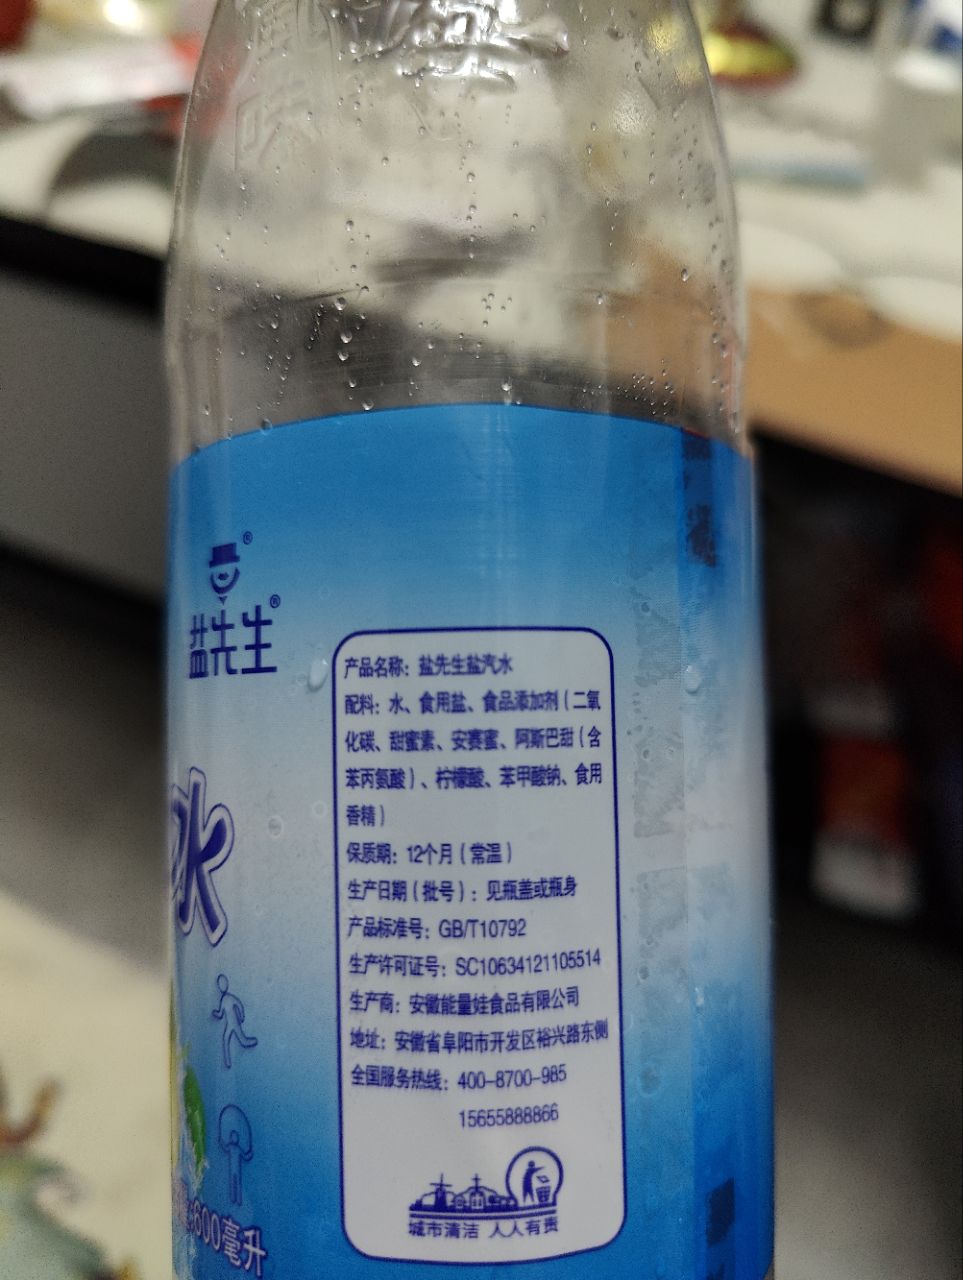 盐先生
水
600毫升
产品名称：盐先生盐汽水
配料：水、食用盐、食品添加剂（二氧
化碳、甜蜜素、安赛蜜、阿斯巴甜（含
苯丙氨酸）、柠檬酸、苯甲酸钠、食用
香精）
保质期：12个月（常温）
生产日期（批号）：见瓶盖或瓶身
产品标准号：GB/T10792
生产许可证号：SC10634121105514
生产商：安徽能量娃食品有限公司
地址：安徽省阜阳市开发区裕兴路东侧
全国服务热线：400-8700-985
15655888866
城市清洁 人人有责